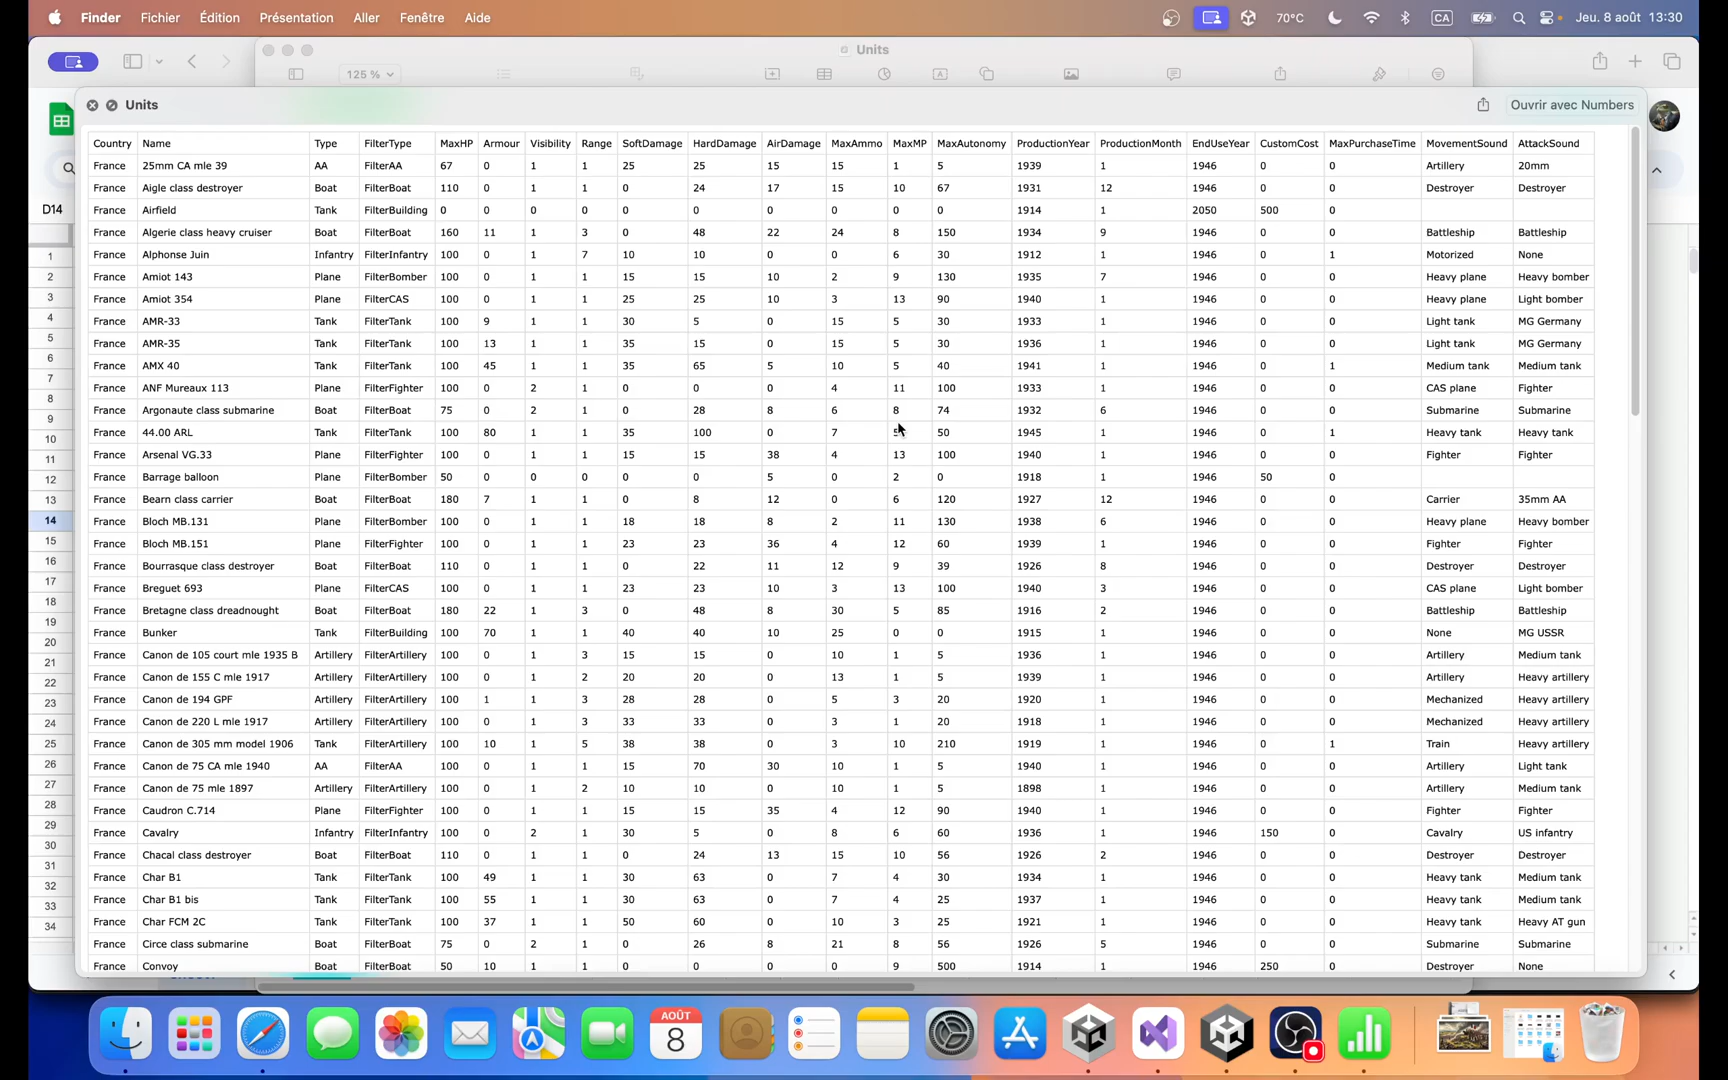 Finder Fichier Édition Présentation Aller Fenêtre Aide 70°C CA Jeu. 8 août 13:30
Units
125 %
Units Ouvrir avec Numbers
D14
Country Name Type FilterType MaxHP Armour Visibility Range SoftDamage HardDamage AirDamage MaxAmmo MaxMP MaxAutonomy ProductionYear ProductionMonth EndUseYear CustomCost MaxPurchaseTime MovementSound AttackSound
France 25mm CA mle 39 AA FilterAA 67 0 1 1 25 25 15 15 1 5 1939 1 1946 0 0 Artillery 20mm
France Aigle class destroyer Boat FilterBoat 110 0 1 1 0 24 17 15 10 67 1931 12 1946 0 0 Destroyer Destroyer
France Airfield Tank FilterBuilding 0 0 0 0 0 0 0 0 0 0 1914 1 2050 500 0
France Algerie class heavy cruiser Boat FilterBoat 160 11 1 3 0 48 22 24 8 150 1934 9 1946 0 0 Battleship Battleship
France Alphonse Juin Infantry FilterInfantry 100 0 1 7 10 10 0 0 6 30 1912 1 1946 0 1 Motorized None
France Amiot 143 Plane FilterBomber 100 0 1 1 15 15 10 2 9 130 1935 7 1946 0 0 Heavy plane Heavy bomber
France Amiot 354 Plane FilterCAS 100 0 1 1 25 25 10 3 13 90 1940 1 1946 0 0 Heavy plane Light bomber
France AMR-33 Tank FilterTank 100 9 1 1 30 5 0 15 5 30 1933 1 1946 0 0 Light tank MG Germany
France AMR-35 Tank FilterTank 100 13 1 1 35 15 0 15 5 30 1936 1 1946 0 0 Light tank MG Germany
France AMX 40 Tank FilterTank 100 45 1 1 35 65 5 10 5 40 1941 1 1946 0 1 Medium tank Medium tank
France ANF Mureaux 113 Plane FilterFighter 100 0 2 1 0 0 0 4 11 100 1933 1 1946 0 0 CAS plane Fighter
France Argonaute class submarine Boat FilterBoat 75 0 2 1 0 28 8 6 8 74 1932 6 1946 0 0 Submarine Submarine
France 44.00 ARL Tank FilterTank 100 80 1 1 35 100 0 7 50 1945 1 1946 0 1 Heavy tank Heavy tank
France Arsenal VG.33 Plane FilterFighter 100 0 1 1 15 15 38 4 13 100 1940 1 1946 0 0 Fighter Fighter
France Barrage balloon Plane FilterBomber 50 0 0 0 0 0 5 0 2 0 1918 1 1946 50 0
France Bearn class carrier Boat FilterBoat 180 7 1 1 0 8 12 0 6 120 1927 12 1946 0 0 Carrier 35mm AA
France Bloch MB.131 Plane FilterBomber 100 0 1 1 18 18 8 2 11 130 1938 6 1946 0 0 Heavy plane Heavy bomber
France Bloch MB.151 Plane FilterFighter 100 0 1 1 23 23 36 4 12 60 1939 1 1946 0 0 Fighter Fighter
France Bourrasque class destroyer Boat FilterBoat 110 0 1 1 0 22 11 12 9 39 1926 8 1946 0 0 Destroyer Destroyer
France Breguet 693 Plane FilterCAS 100 0 1 1 23 23 10 3 13 100 1940 3 1946 0 0 CAS plane Light bomber
France Bretagne class dreadnought Boat FilterBoat 180 22 1 3 0 48 8 30 5 85 1916 2 1946 0 0 Battleship Battleship
France Bunker Tank FilterBuilding 100 70 1 1 40 40 10 25 0 0 1915 1 1946 0 0 None MG USSR
France Canon de 105 court mle 1935 B Artillery FilterArtillery 100 0 1 3 15 15 0 10 1 5 1936 1 1946 0 0 Artillery Medium tank
France Canon de 155 C mle 1917 Artillery FilterArtillery 100 0 1 2 20 20 0 13 1 5 1939 1 1946 0 0 Artillery Heavy artillery
France Canon de 194 GPF Artillery FilterArtillery 100 1 1 3 28 28 0 5 3 20 1920 1 1946 0 0 Mechanized Heavy artillery
France Canon de 220 L mle 1917 Artillery FilterArtillery 100 0 1 3 33 33 0 3 1 20 1918 1 1946 0 0 Mechanized Heavy artillery
France Canon de 305 mm model 1906 Tank FilterArtillery 100 10 1 5 38 38 0 3 10 210 1919 1 1946 0 1 Train Heavy artillery
France Canon de 75 CA mle 1940 AA FilterAA 100 0 1 1 15 70 30 10 1 5 1940 1 1946 0 0 Artillery Light tank
France Canon de 75 mle 1897 Artillery FilterArtillery 100 0 1 2 10 10 0 10 1 5 1898 1 1946 0 0 Artillery Medium tank
France Caudron C.714 Plane FilterFighter 100 0 1 1 15 15 35 4 12 90 1940 1 1946 0 0 Fighter Fighter
France Cavalry Infantry FilterInfantry 100 0 2 1 30 5 0 8 6 60 1936 1 1946 150 0 Cavalry US infantry
France Chacal class destroyer Boat FilterBoat 110 0 1 1 0 24 13 15 10 56 1926 2 1946 0 0 Destroyer Destroyer
France Char B1 Tank FilterTank 100 49 1 1 30 63 0 7 4 30 1934 1 1946 0 0 Heavy tank Medium tank
France Char B1 bis Tank FilterTank 100 55 1 1 30 63 0 7 4 25 1937 1 1946 0 0 Heavy tank Medium tank
France Char FCM 2C Tank FilterTank 100 37 1 1 50 60 0 10 3 25 1921 1 1946 0 0 Heavy tank Heavy AT gun
France Circe class submarine Boat FilterBoat 75 0 2 1 0 26 8 21 8 56 1926 5 1946 0 0 Submarine Submarine
France Convoy Boat FilterBoat 50 10 1 1 0 0 0 0 9 500 1914 1 1946 250 0 Destroyer None
1
2
3
4
5
6
7
8
9
10
11
12
13
14
15
16
17
18
19
20
21
22
23
24
25
26
27
28
29
30
31
32
33
34
AOÛT
8